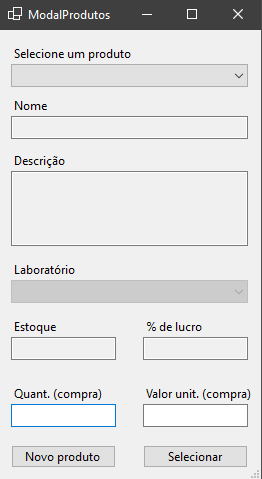 ModalProdutos
Selecione um produto
Nome
Descrição
Laboratório
Estoque % de lucro
Quant. (compra) Valor unit. (compra)
Novo produto Selecionar